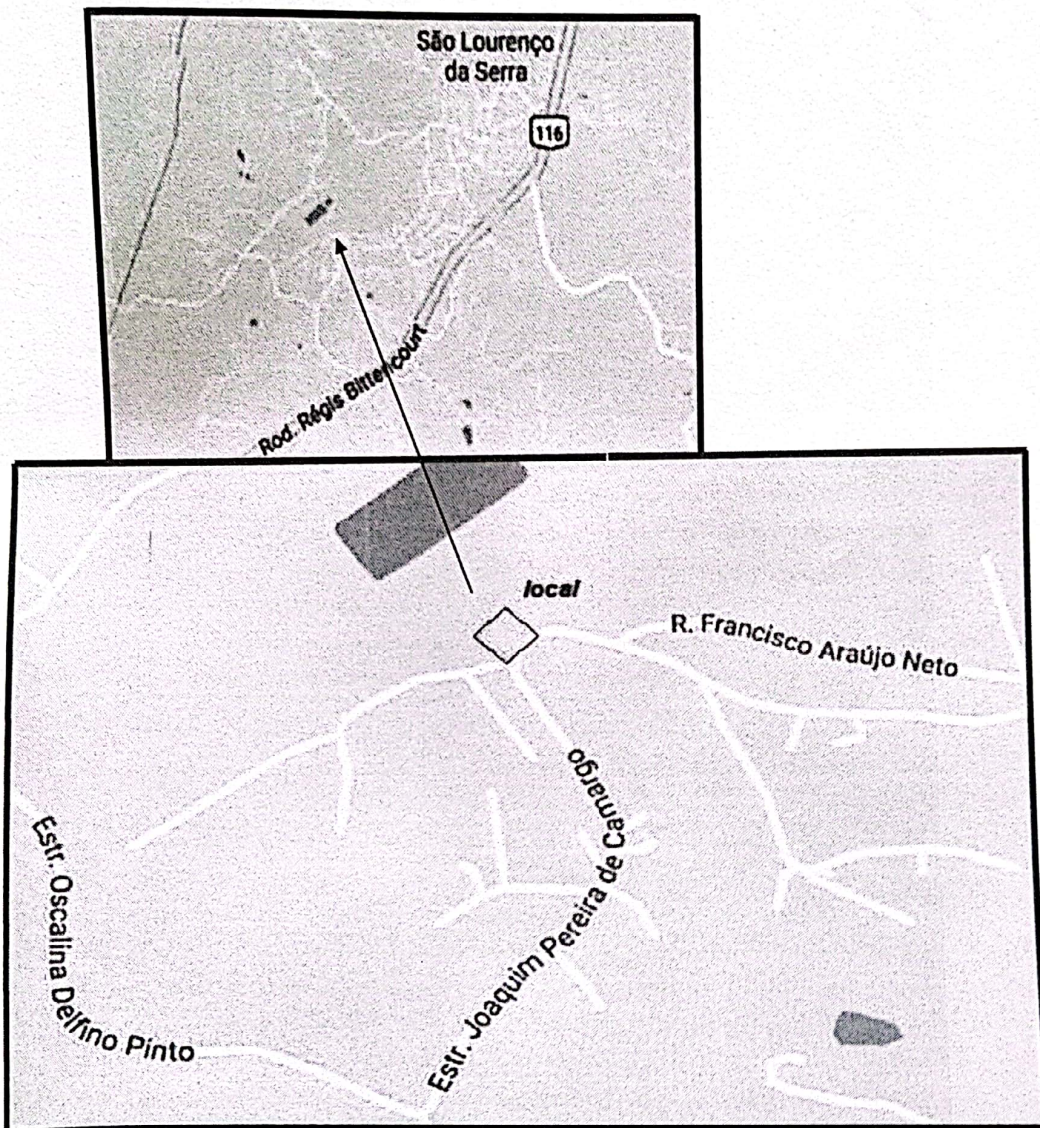 São Lourenço
da Serra
116
Rod. Régis Bittencourt
local
R. Francisco Araújo Neto
Estr. Joaquim Pereira de Camargo
Estr. Oscalina Delfino Pinto